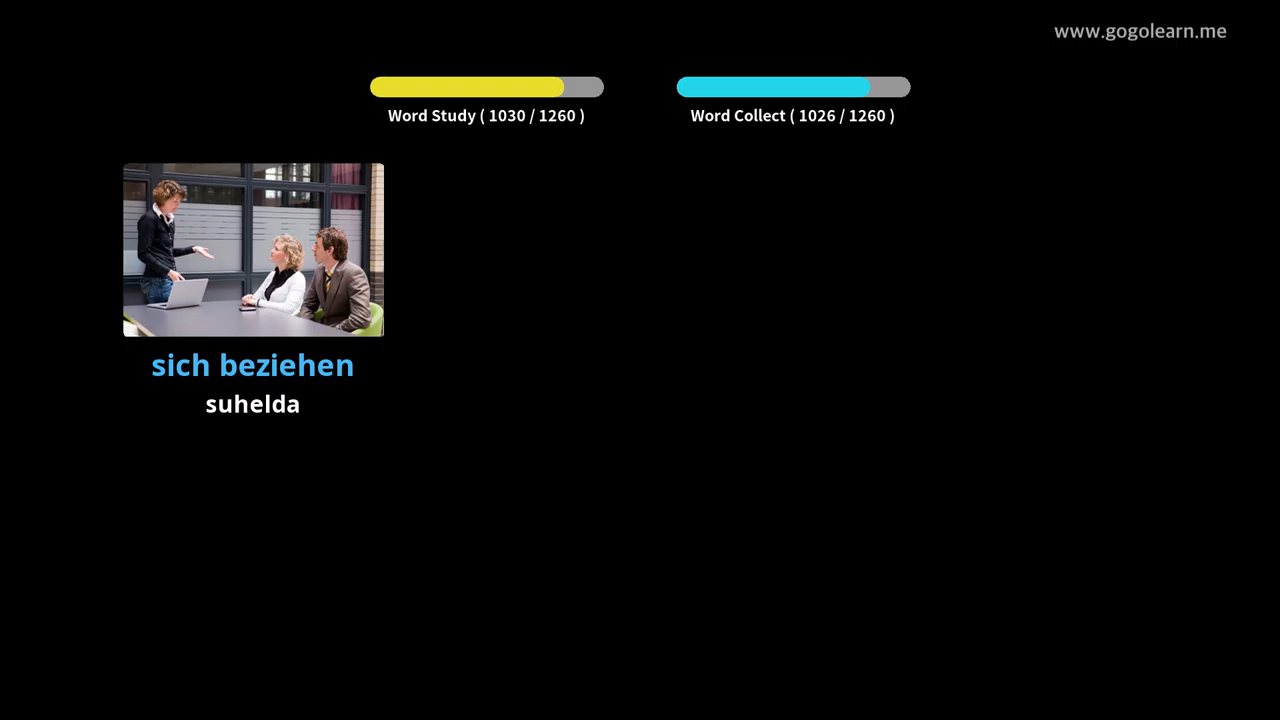 www.gogolearn.me
Word Study ( 1030 / 1260 )
Word Collect ( 1026 / 1260 )
sich beziehen
suhelda